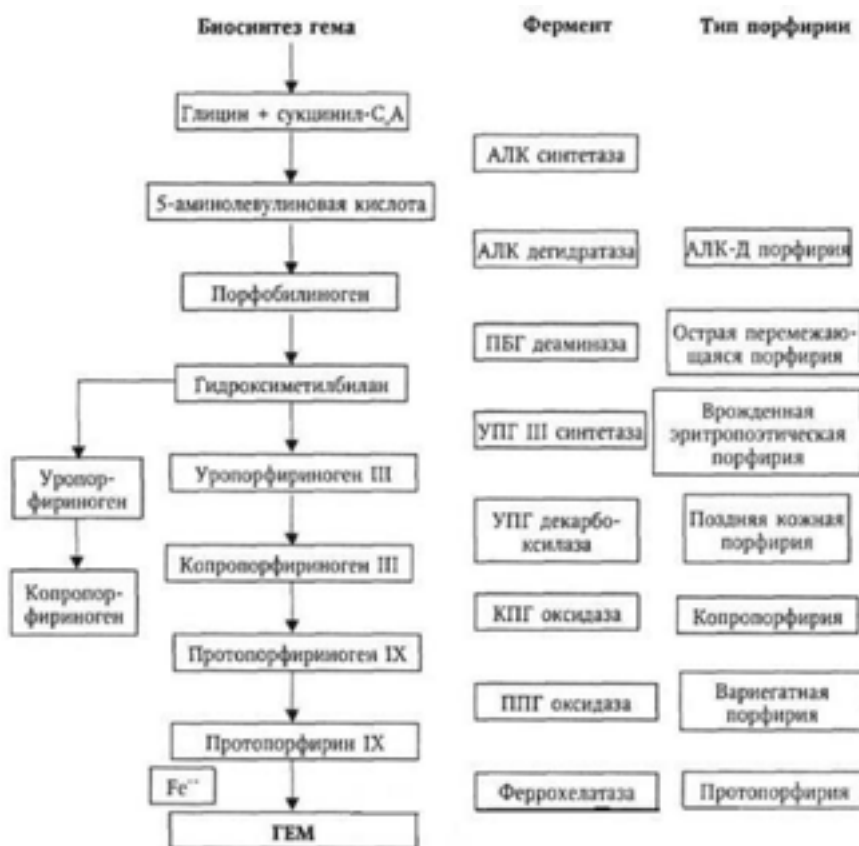 Биосинтез гема
Фермент
Тип порфирии
Глицин + сукцинил-СоА
АЛК синтетаза
5-аминолевулиновая кислота
АЛК дегидратаза
АЛК-Д порфирия
Порфобилиноген
ПБГ деаминаза
Острая перемежаю-
щаяся порфирия
Гидроксиметилбилан
УПГ III синтетаза
Врожденная
эритропоэтическая
порфирия
Уропор-
фириноген
Уропорфириноген III
УПГ декарбо-
ксилаза
Поздняя кожная
порфирия
Копропор-
фириноген
Копропорфириноген III
КПГ оксидаза
Копропорфирия
Протопорфириноген IX
ППГ оксидаза
Вариегатная
порфирия
Протопорфирин IX
Fe⁺⁺
Феррохелатаза
Протопорфирия
ГЕМ